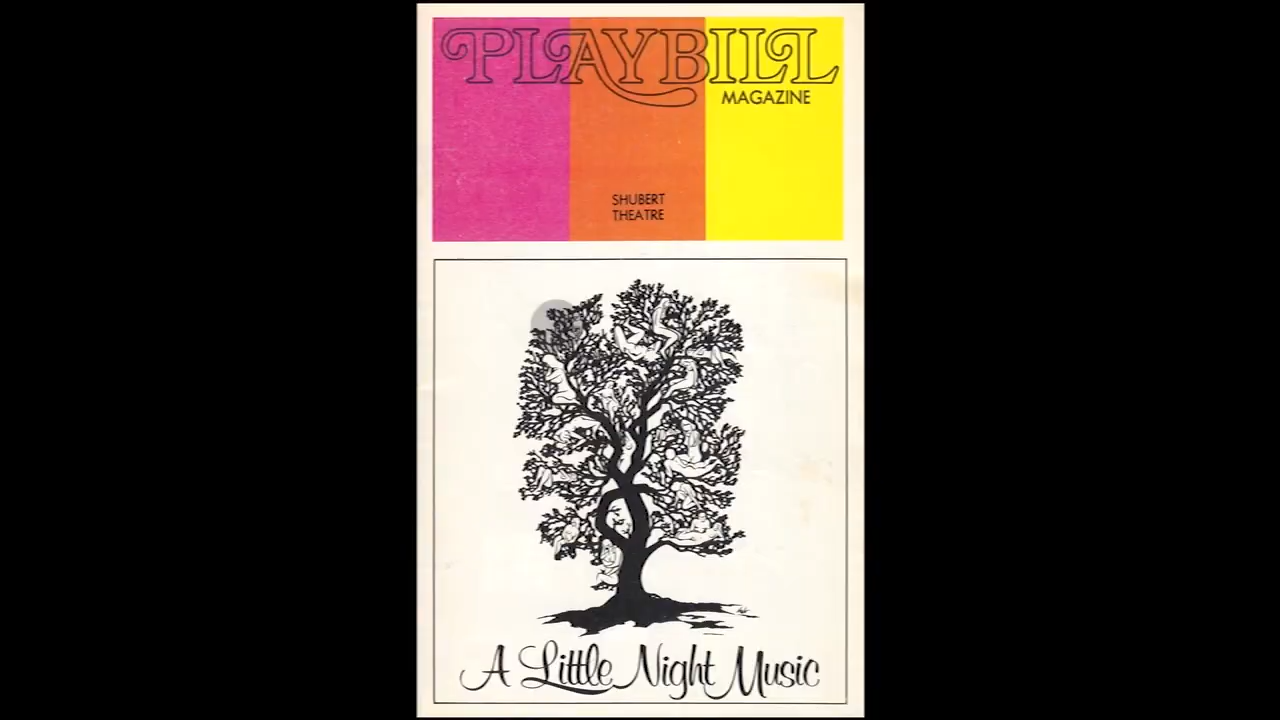 PLAYBILL
MAGAZINE
SHUBERT
THEATRE
A Little Night Music